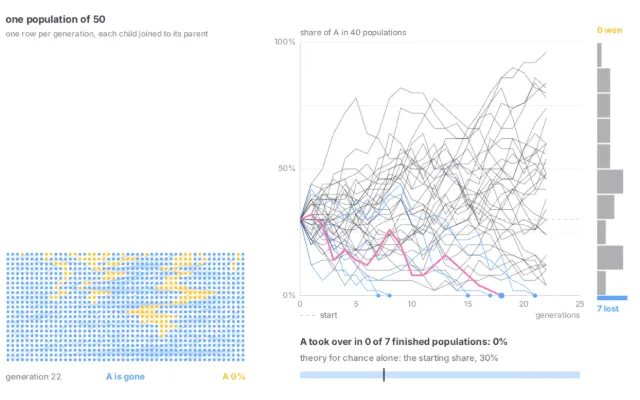 one population of 50
one row per generation, each child joined to its parent
share of A in 40 populations
0 won
100%
50%
0%
0 5 10 15 20 25
start
generations
7 lost
generation 22
A is gone
A 0%
A took over in 0 of 7 finished populations: 0%
theory for chance alone: the starting share, 30%